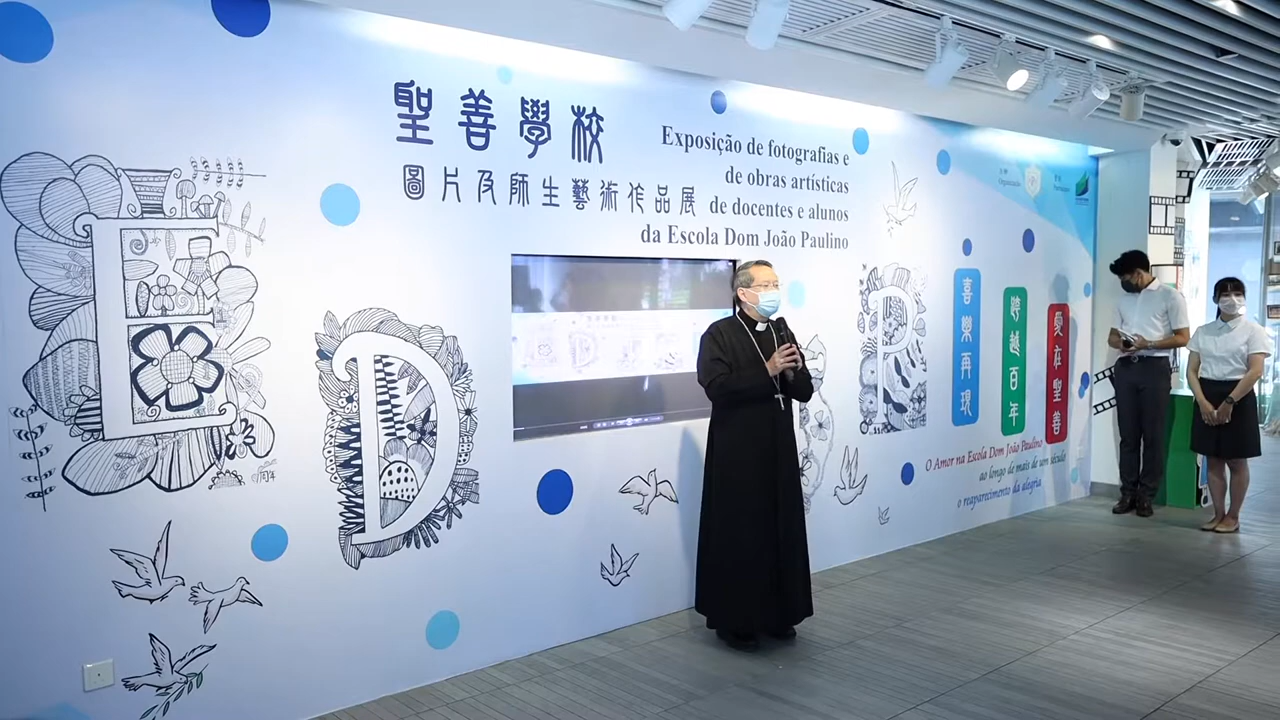 聖善學校
圖片及師生藝術作品展
Exposição de fotografias e
de obras artísticas
de docentes e alunos
da Escola Dom João Paulino
E
D
P
喜樂再現
跨越百年
愛在聖善
O Amor na Escola Dom João Paulino
ao longo de mais de um século
o reaparecimento da alegria